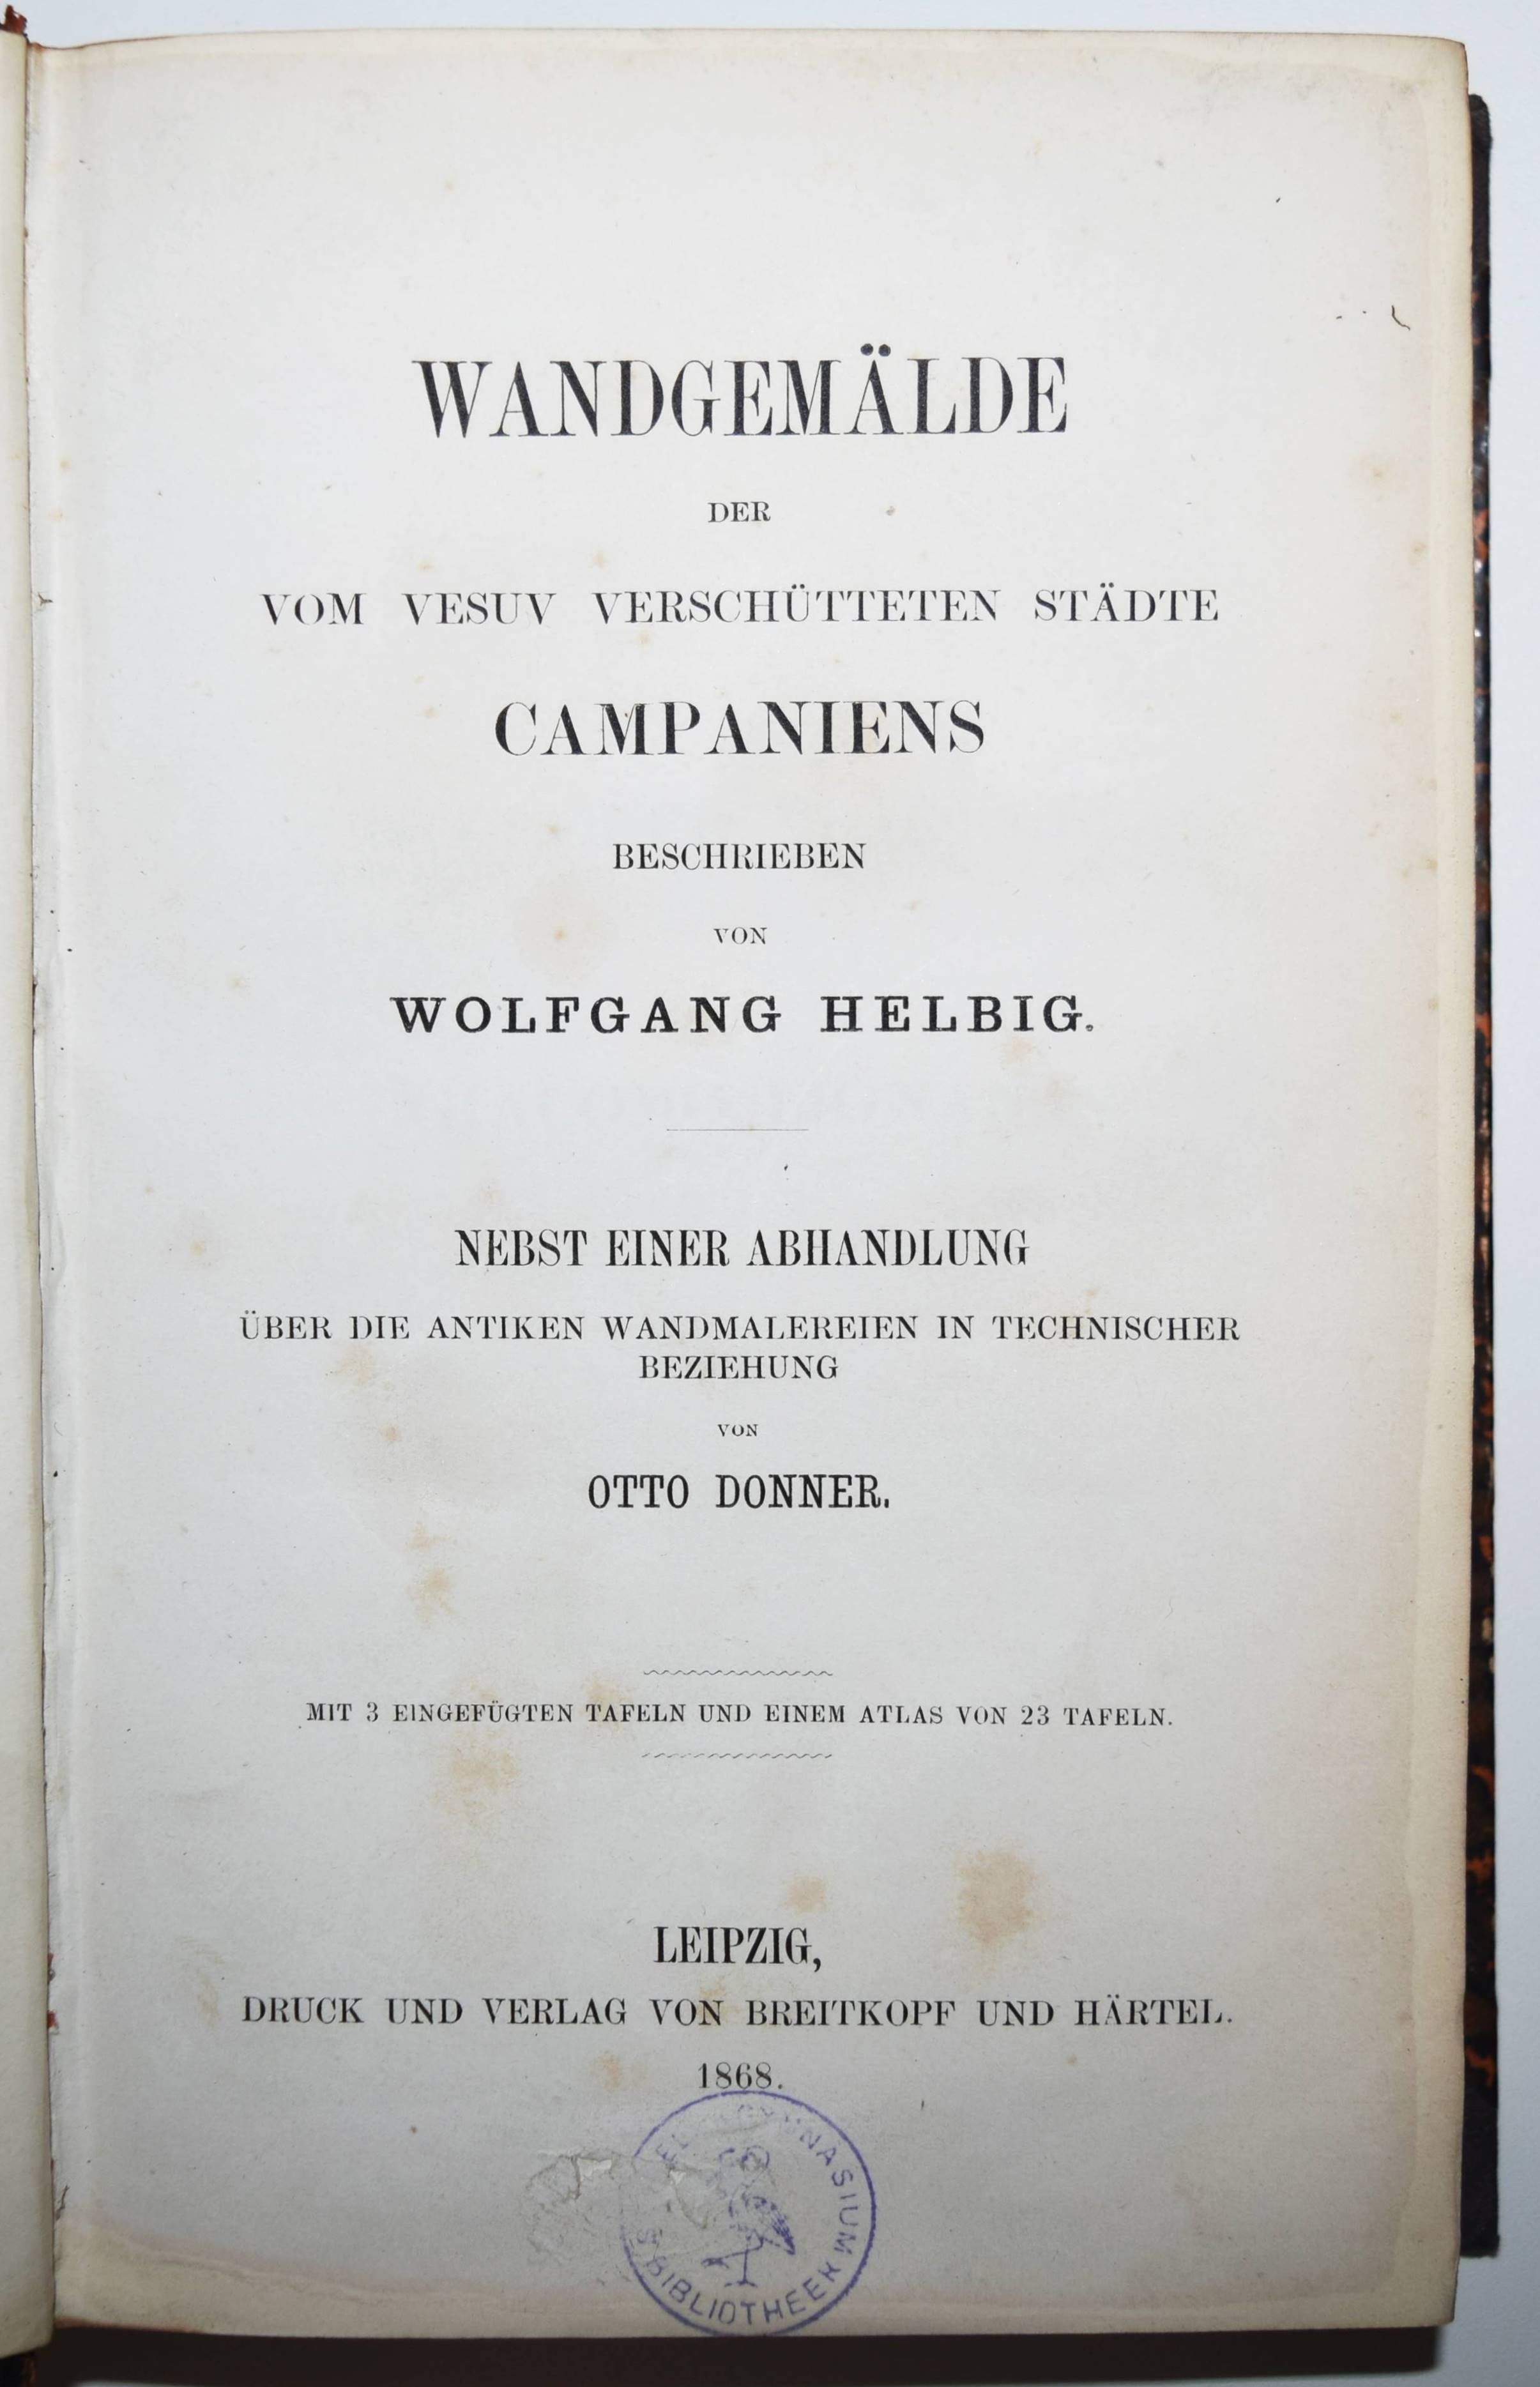 WANDGEMÄLDE
DER
VOM VESUV VERSCHÜTTETEN STÄDTE
CAMPANIENS
BESCHRIEBEN
VON
WOLFGANG HELBIG.
NEBST EINER ABHANDLUNG
ÜBER DIE ANTIKEN WANDMALEREIEN IN TECHNISCHER
BEZIEHUNG
VON
OTTO DONNER.
MIT 3 EINGEFÜGTEN TAFELN UND EINEM ATLAS VON 23 TAFELN.
LEIPZIG,
DRUCK UND VERLAG VON BREITKOPF UND HÄRTEL.
1868.
BIBLIOTHEEK